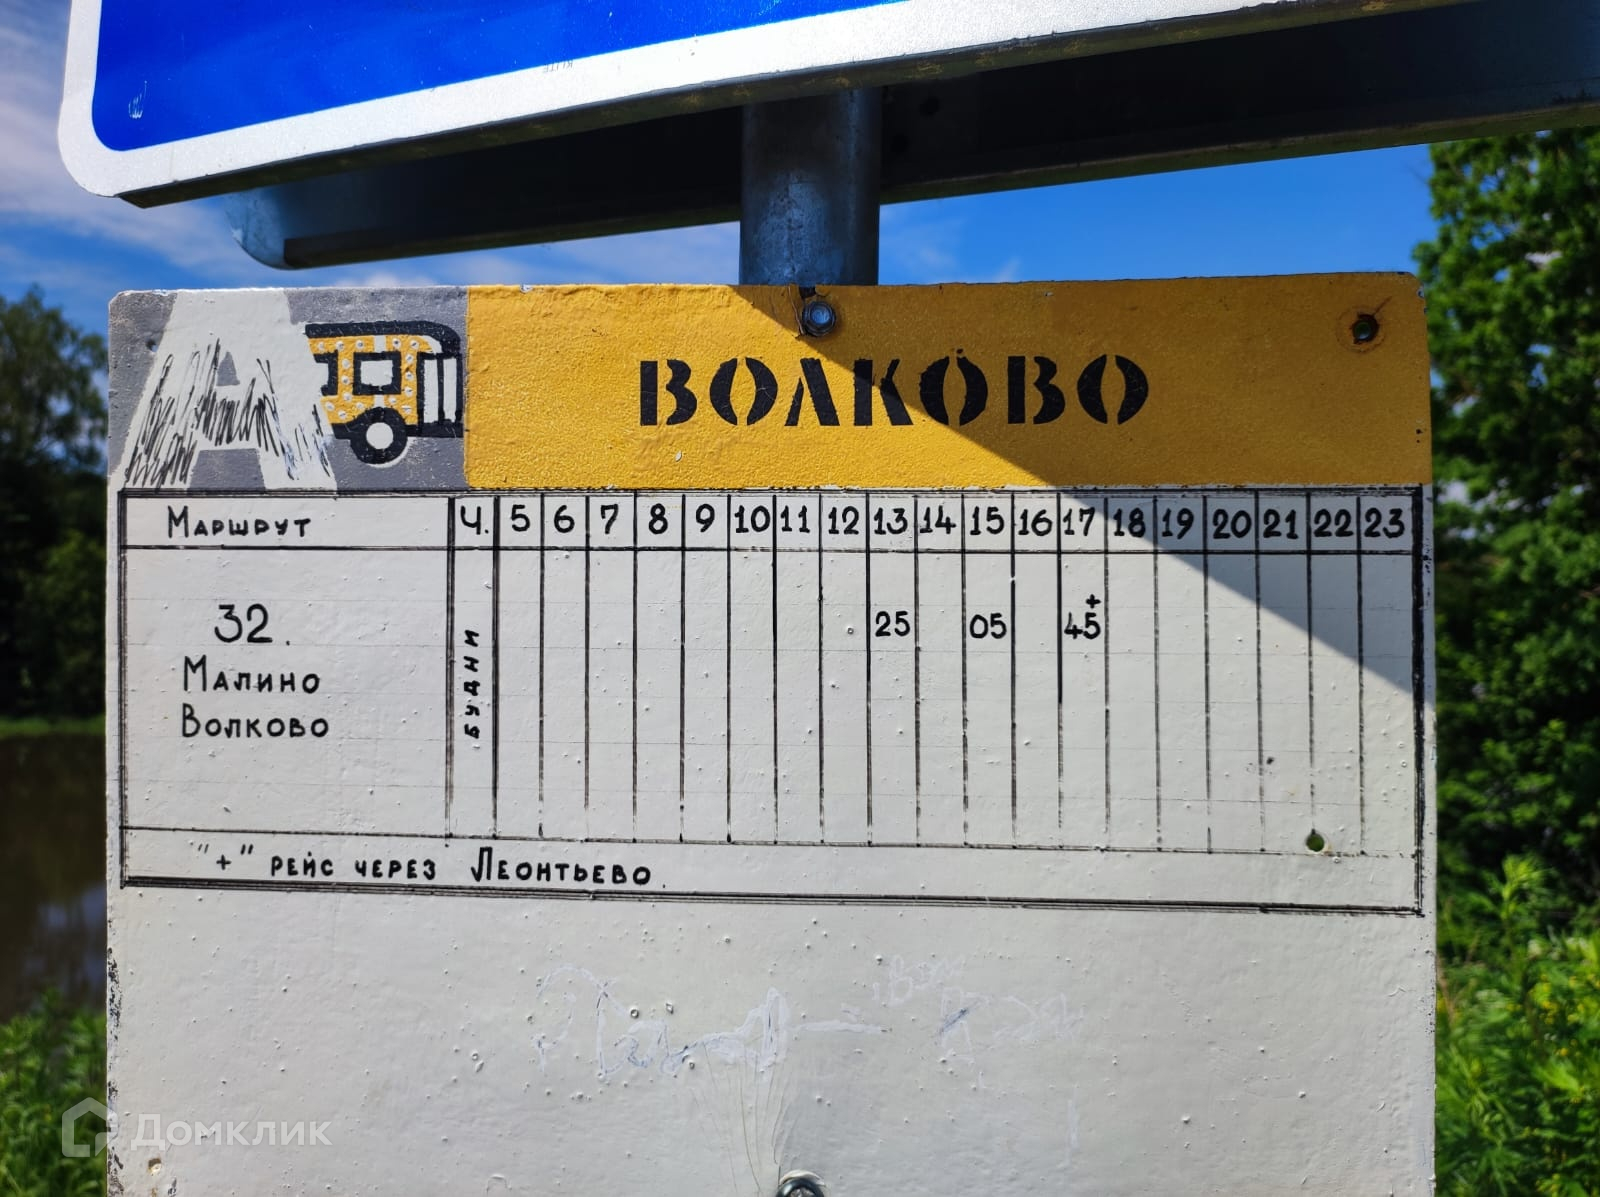 А
ВОЛКОВО
МАРШРУТ Ч. 5 6 7 8 9 10 11 12 13 14 15 16 17 18 19 20 21 22 23
32. БУДНИ 25 05 45+
МАЛИНО
ВОЛКОВО
"+" РЕЙС ЧЕРЕЗ ЛЕОНТЬЕВО
ДОМКЛИК